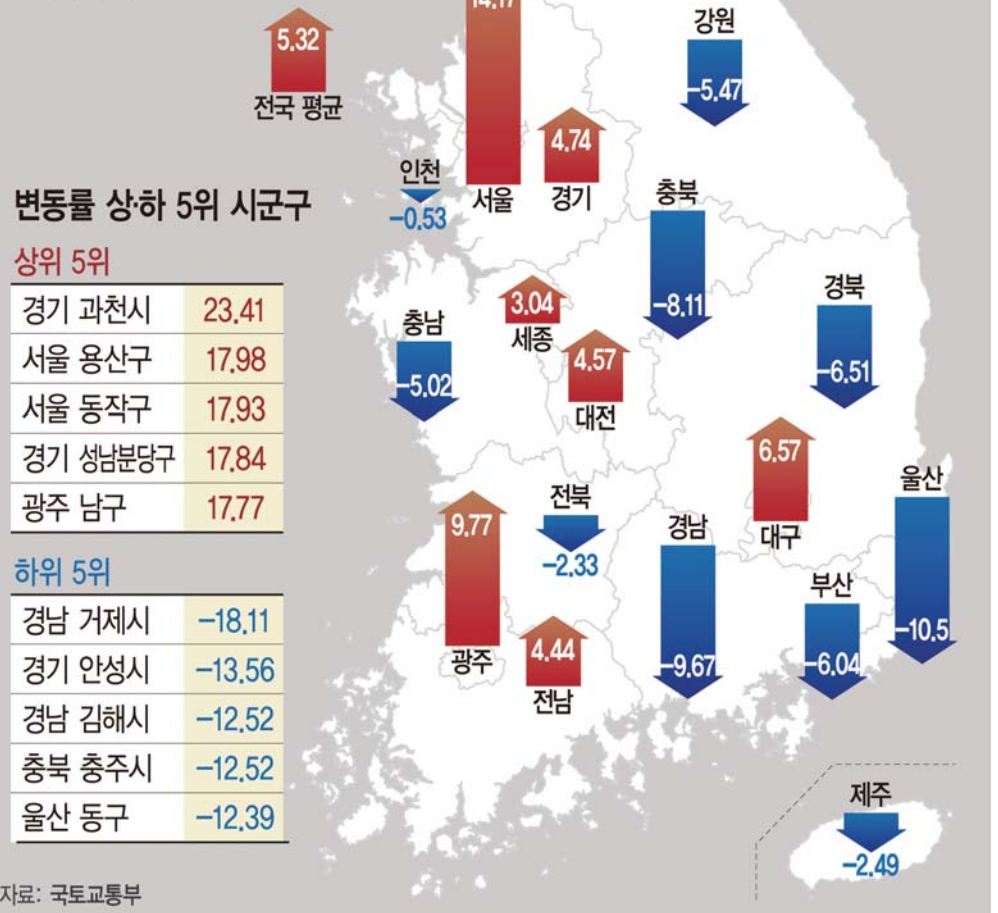 5.32
전국 평균
14.17
서울
4.74
경기
강원
-5.47
인천
-0.53
충북
-8.11
변동률 상·하 5위 시군구
상위 5위
경기 과천시 23.41
서울 용산구 17.98
서울 동작구 17.93
경기 성남분당구 17.84
광주 남구 17.77
하위 5위
경남 거제시 -18.11
경기 안성시 -13.56
경남 김해시 -12.52
충북 충주시 -12.52
울산 동구 -12.39
충남
-5.02
3.04
세종
4.57
대전
경북
-6.51
6.57
대구
울산
-10.5
9.77
광주
전북
-2.33
경남
-9.67
부산
-6.04
4.44
전남
제주
-2.49
자료: 국토교통부